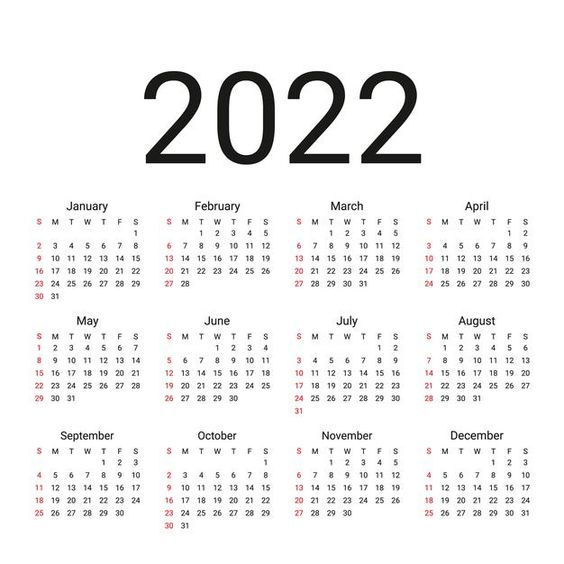 2022
January February March April
S M T W T F S S M T W T F S S M T W T F S S M T W T F S
1 1 2 3 4 5 1 2 3 4 5 1 2
2 3 4 5 6 7 8 6 7 8 9 10 11 12 6 7 8 9 10 11 12 3 4 5 6 7 8 9
9 10 11 12 13 14 15 13 14 15 16 17 18 19 13 14 15 16 17 18 19 10 11 12 13 14 15 16
16 17 18 19 20 21 22 20 21 22 23 24 25 26 20 21 22 23 24 25 26 17 18 19 20 21 22 23
23 24 25 26 27 28 29 27 28 27 28 29 30 31 24 25 26 27 28 29 30
30 31
May June July August
S M T W T F S S M T W T F S S M T W T F S S M T W T F S
1 2 3 4 5 6 7 1 2 3 4 1 2 1 2 3 4 5 6
8 9 10 11 12 13 14 5 6 7 8 9 10 11 3 4 5 6 7 8 9 7 8 9 10 11 12 13
15 16 17 18 19 20 21 12 13 14 15 16 17 18 10 11 12 13 14 15 16 14 15 16 17 18 19 20
22 23 24 25 26 27 28 19 20 21 22 23 24 25 17 18 19 20 21 22 23 21 22 23 24 25 26 27
29 30 31 26 27 28 29 30 24 25 26 27 28 29 30 28 29 30 31
31
September October November December
S M T W T F S S M T W T F S S M T W T F S S M T W T F S
1 2 3 1 1 2 3 4 5 1 2 3
4 5 6 7 8 9 10 2 3 4 5 6 7 8 6 7 8 9 10 11 12 4 5 6 7 8 9 10
11 12 13 14 15 16 17 9 10 11 12 13 14 15 13 14 15 16 17 18 19 11 12 13 14 15 16 17
18 19 20 21 22 23 24 16 17 18 19 20 21 22 20 21 22 23 24 25 26 18 19 20 21 22 23 24
25 26 27 28 29 30 23 24 25 26 27 28 29 27 28 29 30 25 26 27 28 29 30 31
30 31